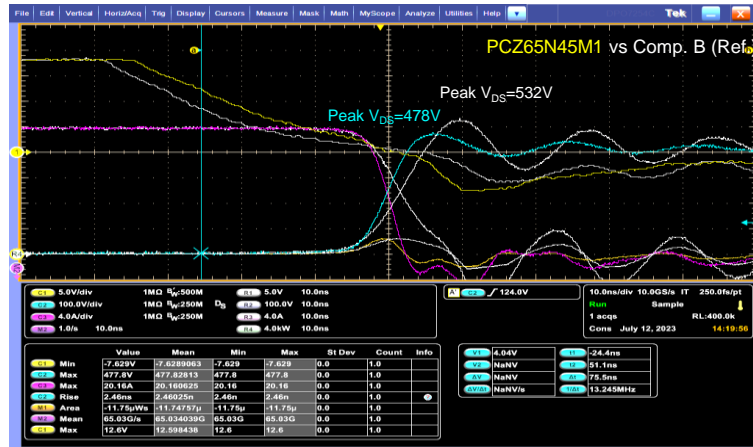 File Edit Vertical Horiz/Acq Trig Display Cursors Measure Mask Math MyScope Analyze Utilities Help Tek
PCZ65N45M1 vs Comp. B (Ref.)
Peak VDS=532V
Peak VDS=478V
C1 5.0V/div 1MΩ BW:500M R1 5.0V 10.0ns
C2 100.0V/div 1MΩ BW:250M DS R2 100.0V 10.0ns
C3 4.0A/div 1MΩ BW:250M R3 4.0A 10.0ns
M2 1.0/s 10.0ns R4 4.0kW 10.0ns
A' C2 124.0V
10.0ns/div 10.0GS/s IT 250.0fs/pt
Run Sample
1 acqs RL:400.0k
Cons July 12, 2023 14:19:56
Value Mean Min Max St Dev Count Info
C1 Min -7.629V -7.6289063 -7.629 -7.629 0.0 1.0
C2 Max 477.8V 477.82813 477.8 477.8 0.0 1.0
C3 Max 20.16A 20.160625 20.16 20.16 0.0 1.0
C2 Rise 2.46ns 2.46025n 2.46n 2.46n 0.0 1.0
M1 Area -11.75µWs -11.74757µ -11.75µ -11.75µ 0.0 1.0
M2 Mean 65.03G/s 65.034039G 65.03G 65.03G 0.0 1.0
C1 Max 12.6V 12.598438 12.6 12.6 0.0 1.0
V1 4.04V t1 -24.4ns
V2 NaNV t2 51.1ns
ΔV NaNV Δt 75.5ns
ΔV/Δt NaNV/s 1/Δt 13.245MHz